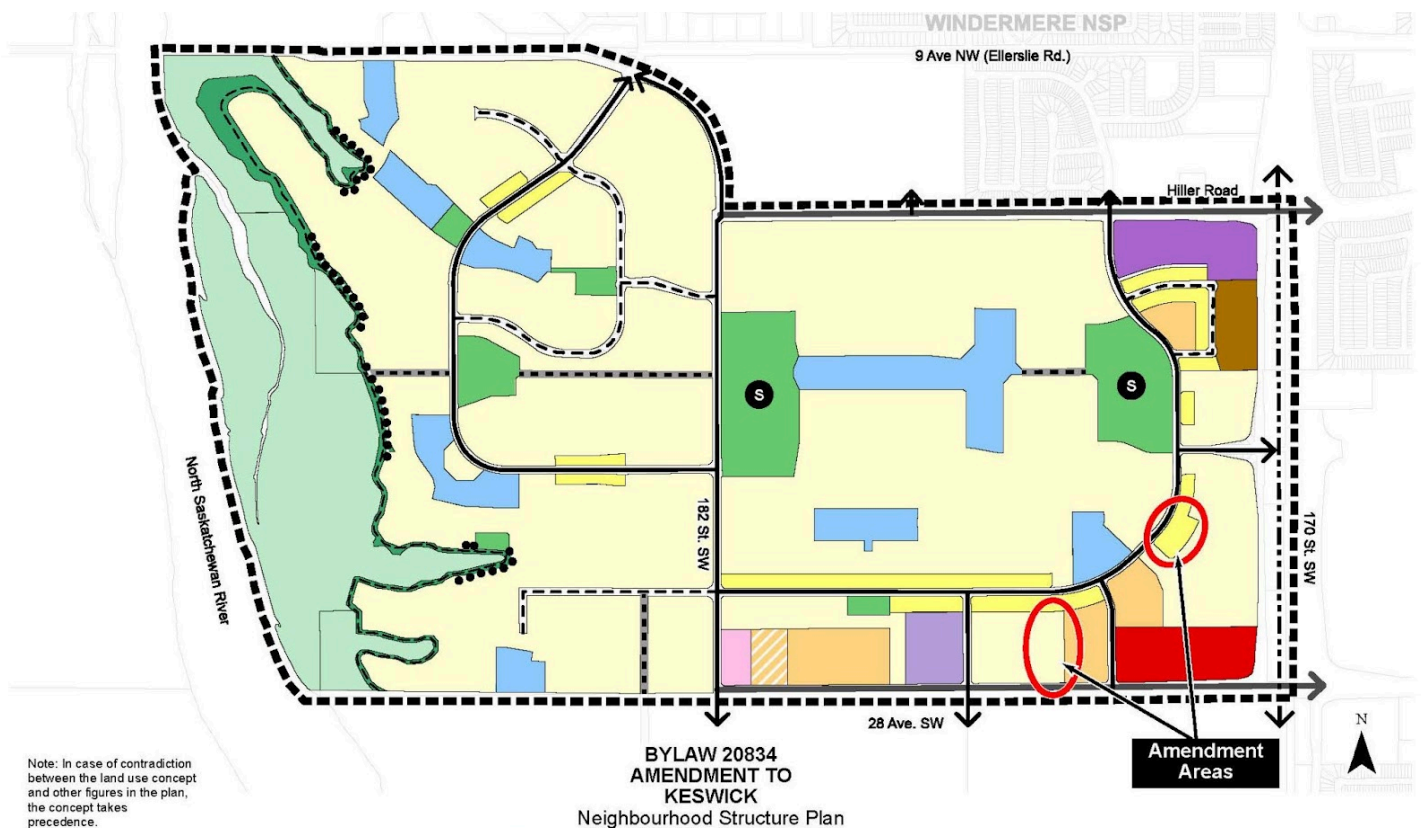 WINDERMERE NSP
9 Ave NW (Ellerslie Rd.)
Hiller Road
S
S
North Saskatchewan River
182 St. SW
170 St. SW
28 Ave. SW
Amendment
Areas
N
Note: In case of contradiction
between the land use concept
and other figures in the plan,
the concept takes
precedence.
BYLAW 20834
AMENDMENT TO
KESWICK
Neighbourhood Structure Plan